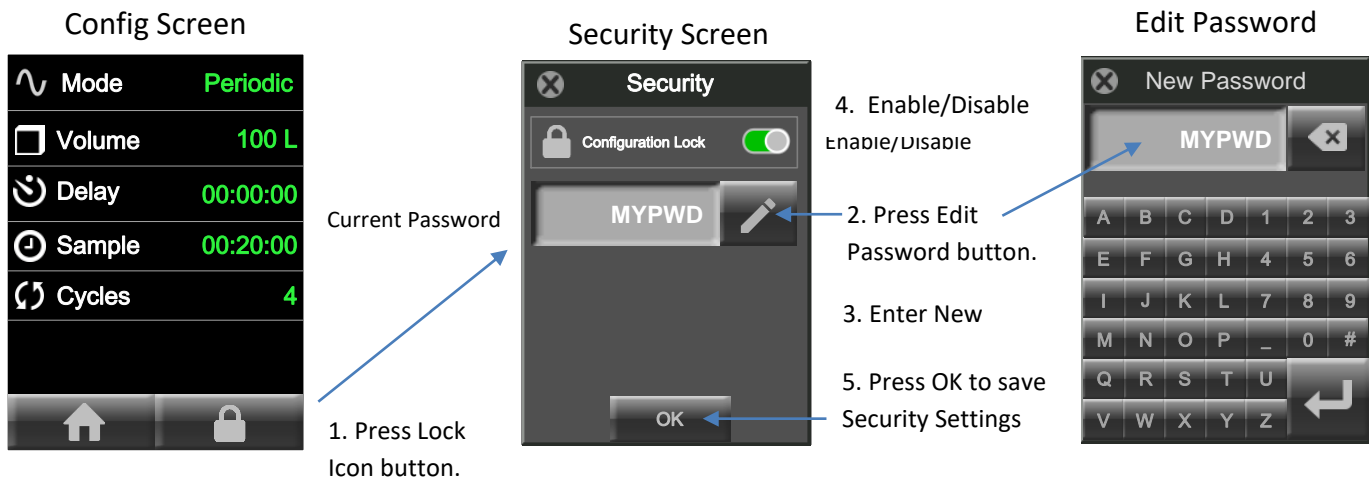 Config Screen
Mode Periodic
Volume 100 L
Delay 00:00:00
Sample 00:20:00
Cycles 4
1. Press Lock
Icon button.
Current Password
Security Screen
Security
Configuration Lock
MYPWD
OK
4. Enable/Disable
Enable/Disable
2. Press Edit
Password button.
3. Enter New
5. Press OK to save
Security Settings
Edit Password
New Password
MYPWD
A B C D 1 2 3
E F G H 4 5 6
I J K L 7 8 9
M N O P _ 0 #
Q R S T U
V W X Y Z